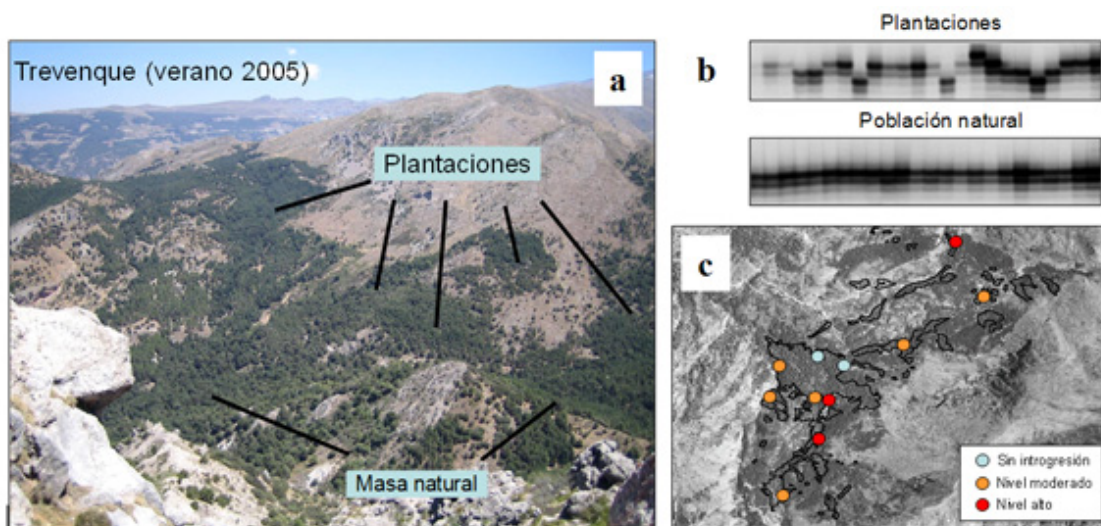 Trevenque (verano 2005)
a
Plantaciones
Masa natural
b
Plantaciones
Población natural
c
Sin introgresión
Nivel moderado
Nivel alto